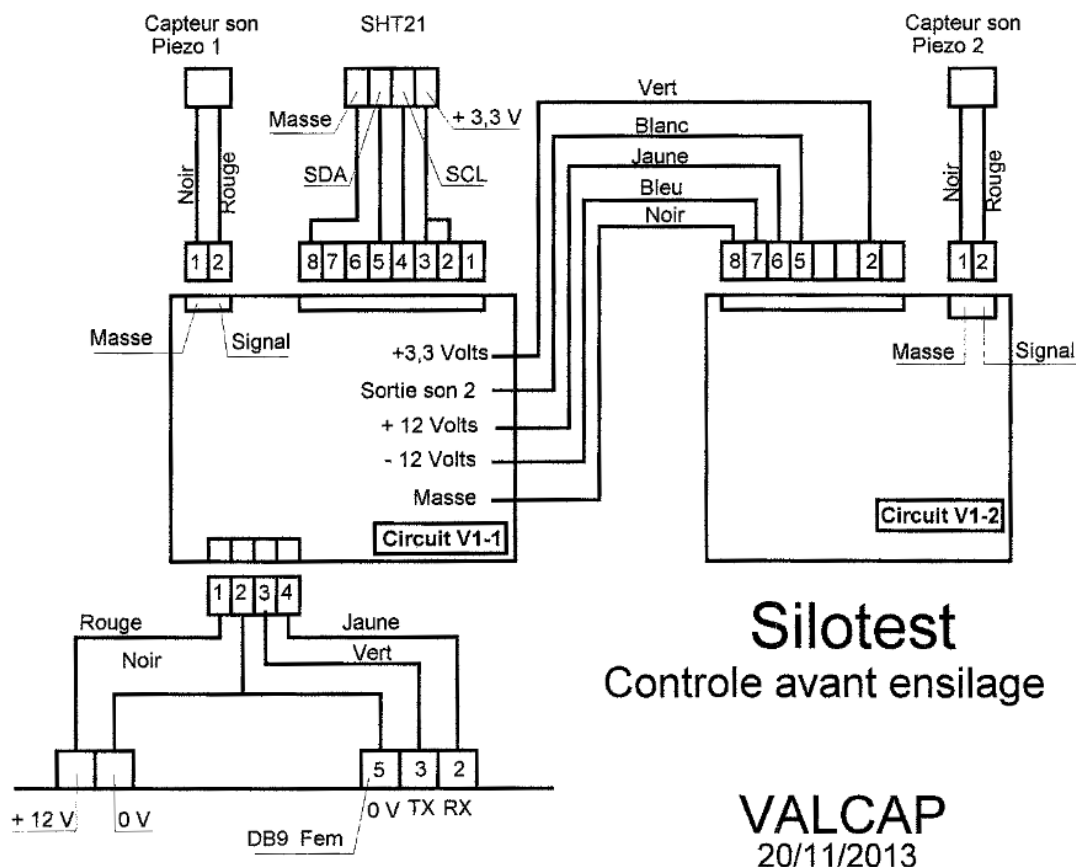 Capteur son
Piezo 1
SHT21
Capteur son
Piezo 2
Masse
+ 3,3 V
SDA
SCL
Noir
Rouge
Vert
Blanc
Jaune
Bleu
Noir
Noir
Rouge
1 2
8 7 6 5 4 3 2 1
8 7 6 5 2
1 2
Masse
Signal
+3,3 Volts
Sortie son 2
+ 12 Volts
- 12 Volts
Masse
Circuit V1-1
Masse
Signal
Circuit V1-2
1 2 3 4
Rouge
Noir
Jaune
Vert
5 3 2
+ 12 V
0 V
0 V TX RX
DB9 Fem
Silotest
Controle avant ensilage
VALCAP
20/11/2013